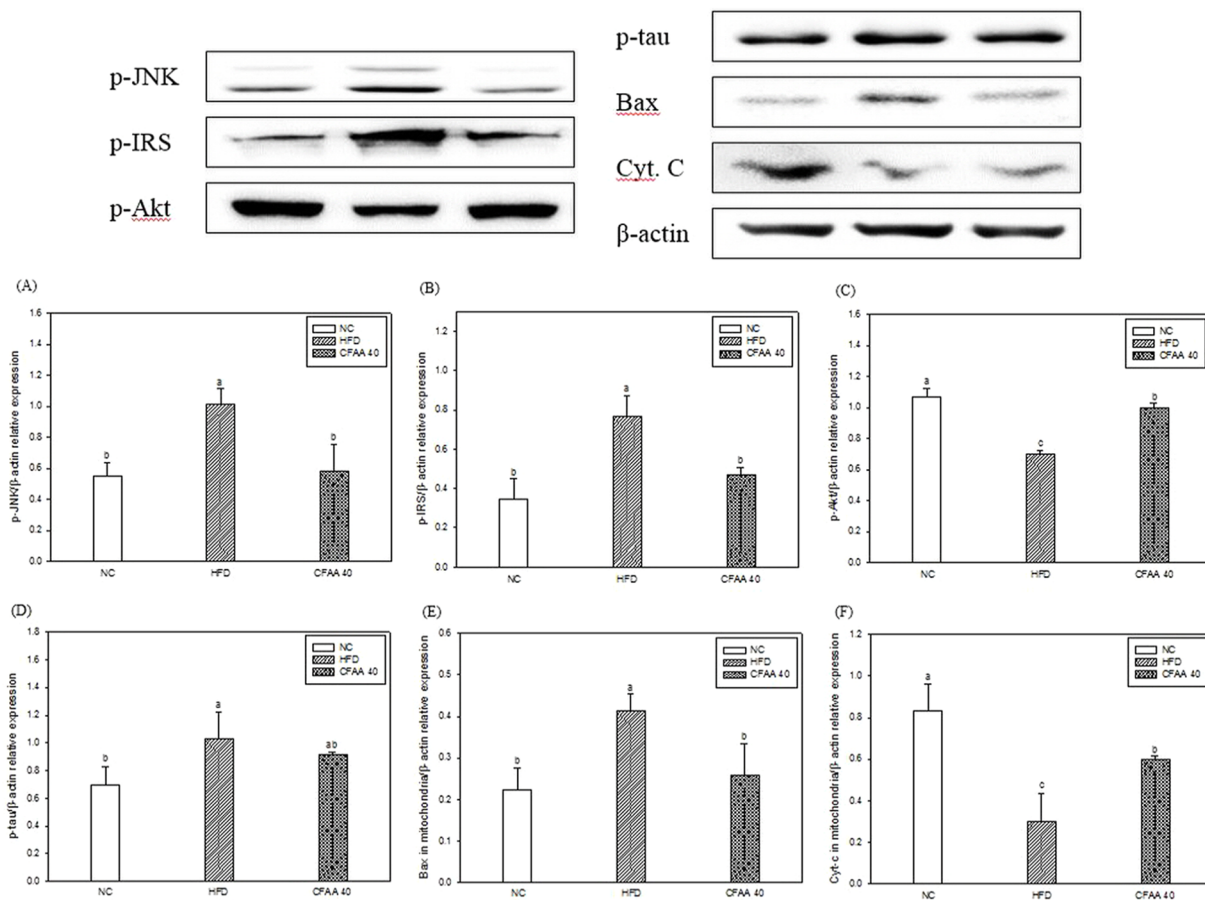 p-JNK
p-IRS
p-Akt
p-tau
Bax
Cyt. C
β-actin
(A)
p-JNK/β-actin relative expression
1.6
1.4
1.2
1.0
0.8
0.6
0.4
0.2
0.0
NC
HFD
CFAA 40
b
a
b
NC
HFD
CFAA 40
(B)
p-IRS/β-actin relative expression
1.2
1.0
0.8
0.6
0.4
0.2
0.0
NC
HFD
CFAA 40
b
a
b
NC
HFD
CFAA 40
(C)
p-Akt/β-actin relative expression
1.6
1.4
1.2
1.0
0.8
0.6
0.4
0.2
0.0
NC
HFD
CFAA 40
a
c
b
NC
HFD
CFAA 40
(D)
p-tau/β-actin relative expression
1.8
1.6
1.4
1.2
1.0
0.8
0.6
0.4
0.2
0.0
NC
HFD
CFAA 40
b
a
ab
NC
HFD
CFAA 40
(E)
Bax in mitochondria/β-actin relative expression
0.6
0.5
0.4
0.3
0.2
0.1
0.0
NC
HFD
CFAA 40
b
a
b
NC
HFD
CFAA 40
(F)
Cyt-c in mitochondria/β-actin relative expression
1.2
1.0
0.8
0.6
0.4
0.2
0.0
NC
HFD
CFAA 40
a
c
b
NC
HFD
CFAA 40